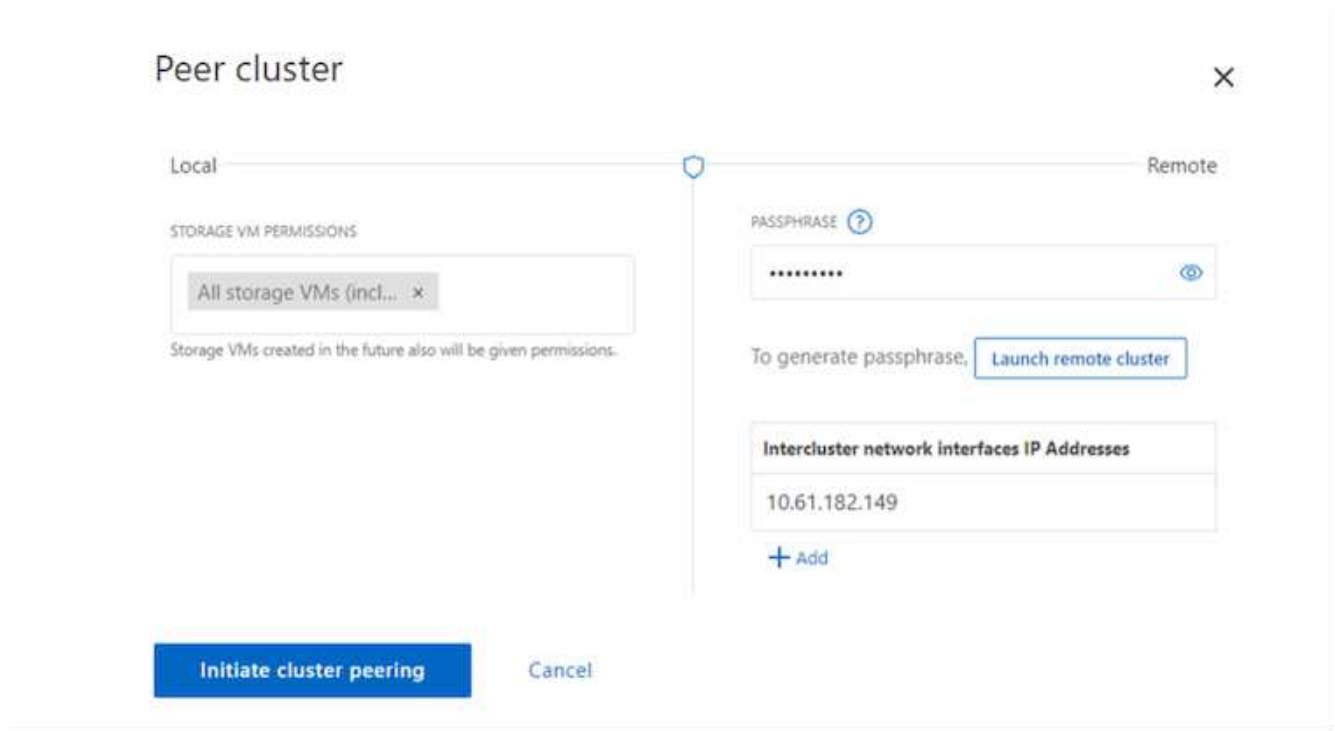 Peer cluster
Local
Remote
STORAGE VM PERMISSIONS
All storage VMs (incl... ×
Storage VMs created in the future also will be given permissions.
PASSPHRASE ?
•••••••••
To generate passphrase, Launch remote cluster
Intercluster network interfaces IP Addresses
10.61.182.149
+ Add
Initiate cluster peering
Cancel